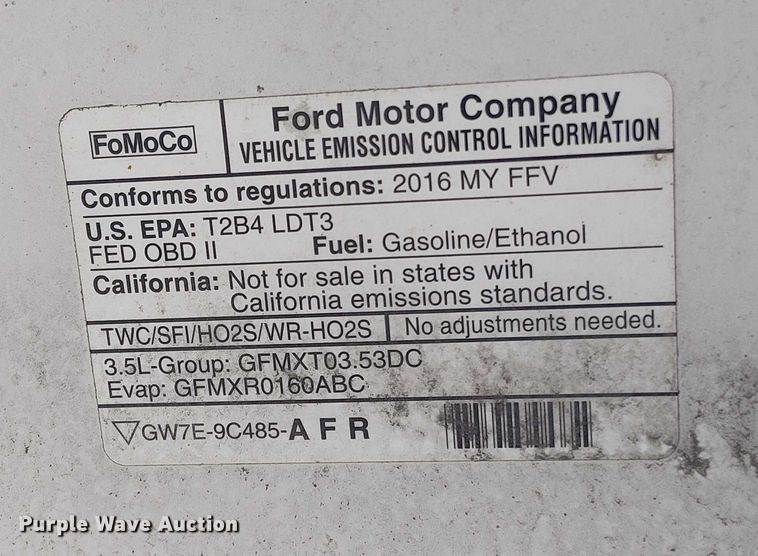 FoMoCo
Ford Motor Company
VEHICLE EMISSION CONTROL INFORMATION
Conforms to regulations: 2016 MY FFV
U.S. EPA: T2B4 LDT3
FED OBD II Fuel: Gasoline/Ethanol
California: Not for sale in states with
California emissions standards.
TWC/SFI/HO2S/WR-HO2S No adjustments needed.
3.5L-Group: GFMXT03.53DC
Evap: GFMXR0160ABC
GW7E-9C485-A F R
Purple Wave Auction